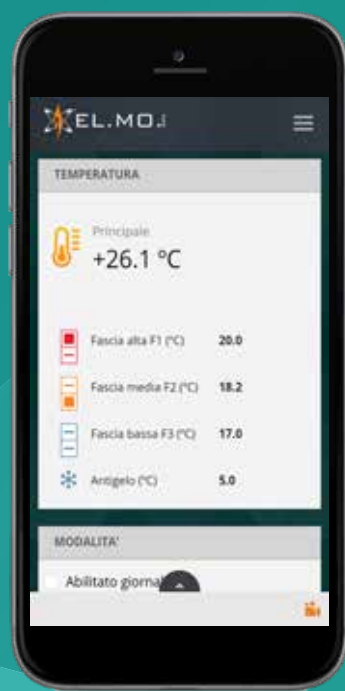 EL.MO.
TEMPERATURA
Principale
+26.1 °C
Fascia alta F1 (°C) 20.0
Fascia media F2 (°C) 18.2
Fascia bassa F3 (°C) 17.0
Antigelo (°C) 5.0
MODALITA'
Abilitato